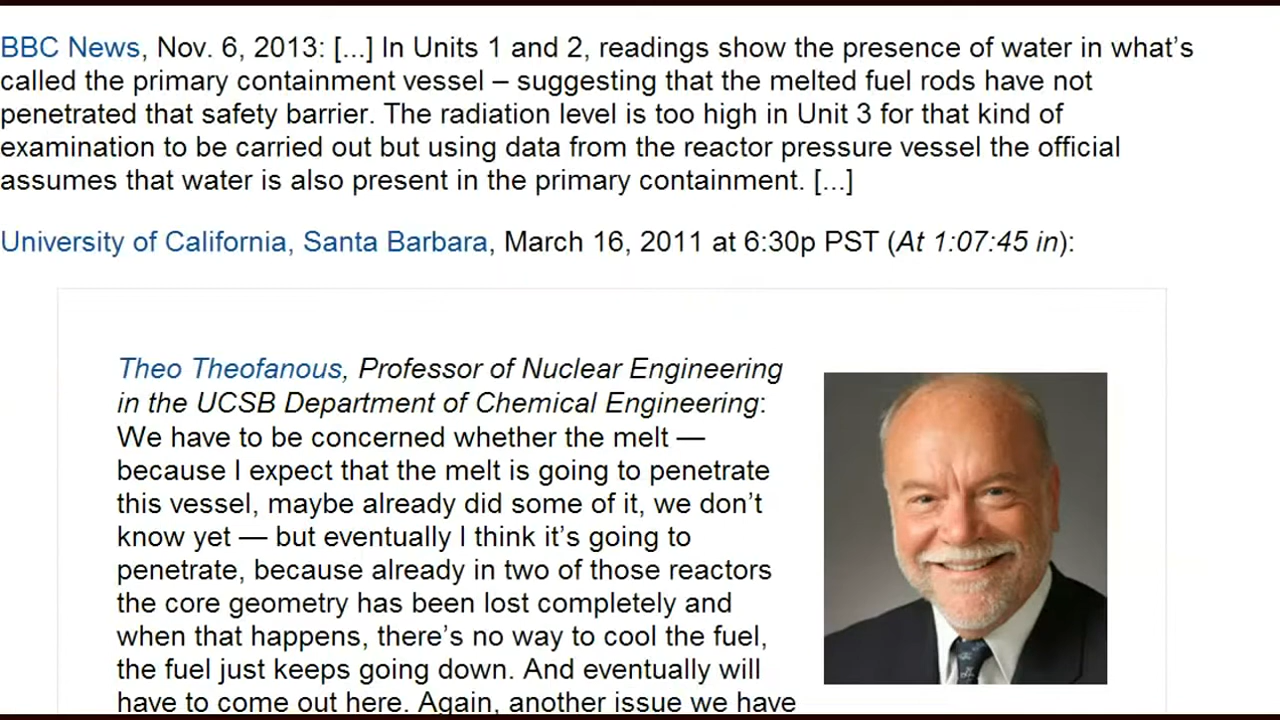 BBC News, Nov. 6, 2013: [...] In Units 1 and 2, readings show the presence of water in what's
called the primary containment vessel – suggesting that the melted fuel rods have not
penetrated that safety barrier. The radiation level is too high in Unit 3 for that kind of
examination to be carried out but using data from the reactor pressure vessel the official
assumes that water is also present in the primary containment. [...]
University of California, Santa Barbara, March 16, 2011 at 6:30p PST (At 1:07:45 in):
Theo Theofanous, Professor of Nuclear Engineering
in the UCSB Department of Chemical Engineering:
We have to be concerned whether the melt —
because I expect that the melt is going to penetrate
this vessel, maybe already did some of it, we don't
know yet — but eventually I think it's going to
penetrate, because already in two of those reactors
the core geometry has been lost completely and
when that happens, there's no way to cool the fuel,
the fuel just keeps going down. And eventually will
have to come out here. Again, another issue we have